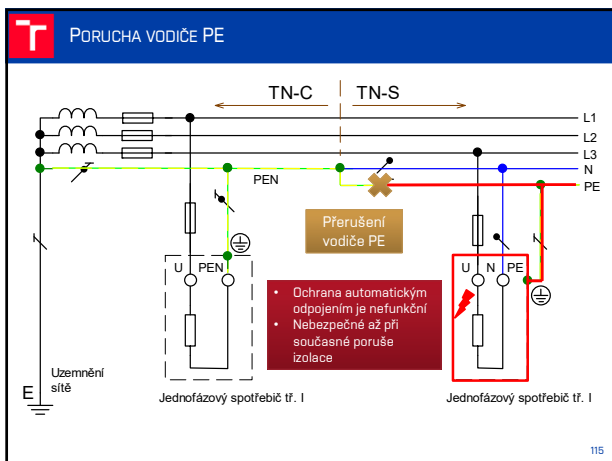 PORUCHA VODIČE PE
TN-C
TN-S
L1
L2
L3
N
PE
PEN
Přerušení
vodiče PE
U
PEN
U
N
PE
• Ochrana automatickým
odpojením je nefunkční
• Nebezpečné až při
současné poruše
izolace
Uzemnění
sítě
E
Jednofázový spotřebič tř. I
Jednofázový spotřebič tř. I
115